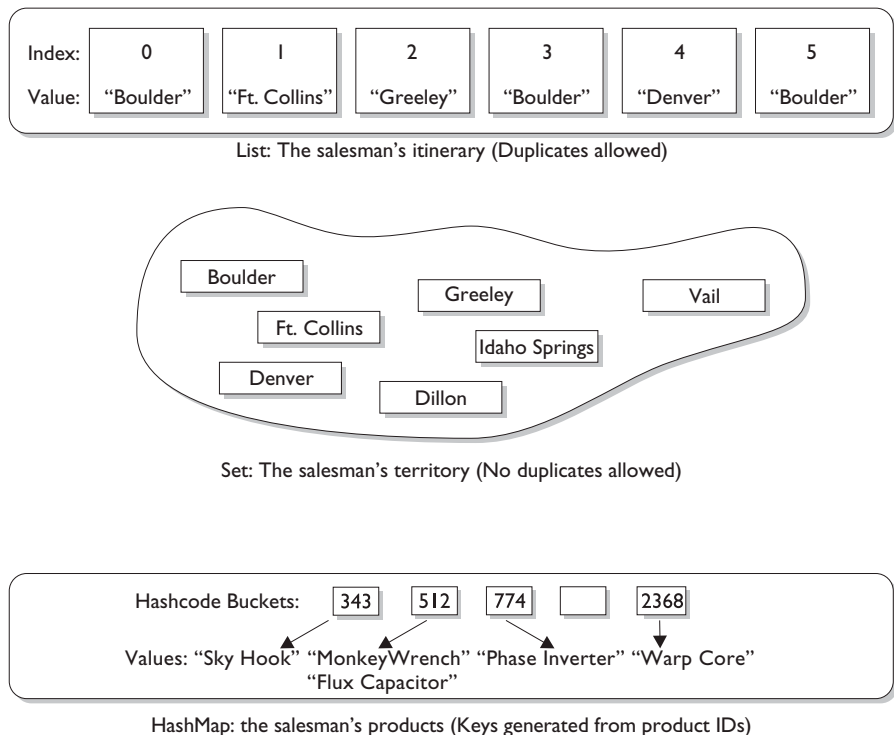 Index: 0 1 2 3 4 5
Value: “Boulder” “Ft. Collins” “Greeley” “Boulder” “Denver” “Boulder”
List: The salesman’s itinerary (Duplicates allowed)
Boulder
Greeley
Vail
Ft. Collins
Idaho Springs
Denver
Dillon
Set: The salesman’s territory (No duplicates allowed)
Hashcode Buckets: 343 512 774 2368
Values: “Sky Hook” “MonkeyWrench” “Phase Inverter” “Warp Core”
“Flux Capacitor”
HashMap: the salesman’s products (Keys generated from product IDs)